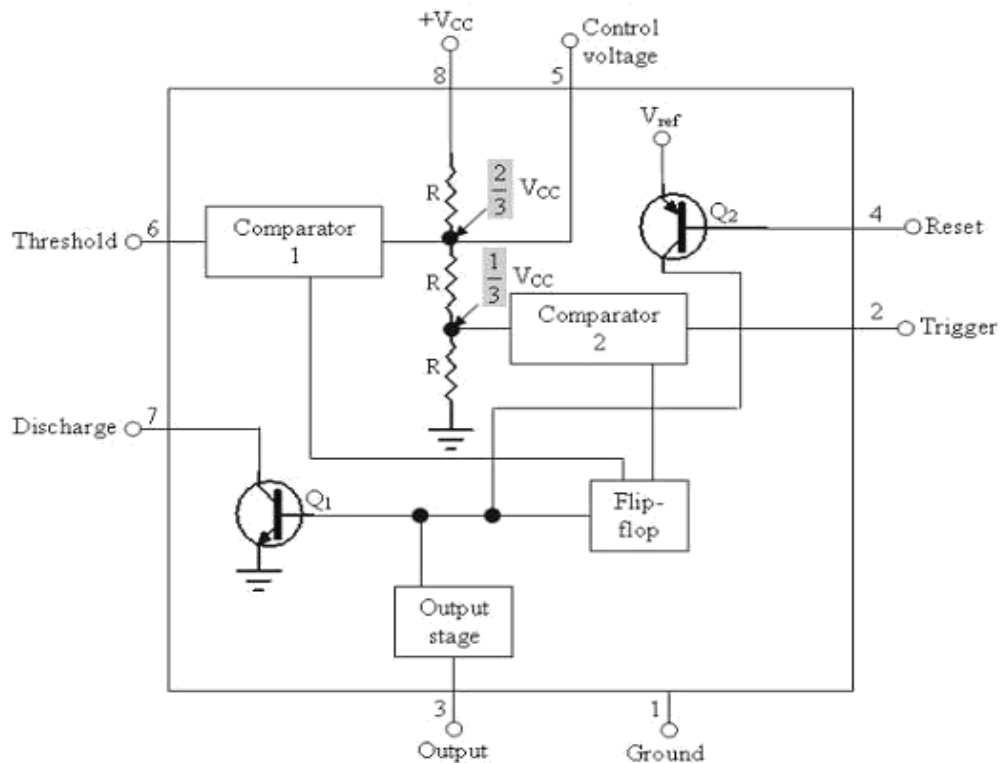 +VCC
Control
voltage
8
5
Vref
R
2/3 VCC
Q2
4
Reset
6
Threshold
Comparator
1
R
1/3 VCC
Comparator
2
2
Trigger
R
7
Discharge
Q1
Flip-
flop
Output
stage
3
Output
1
Ground